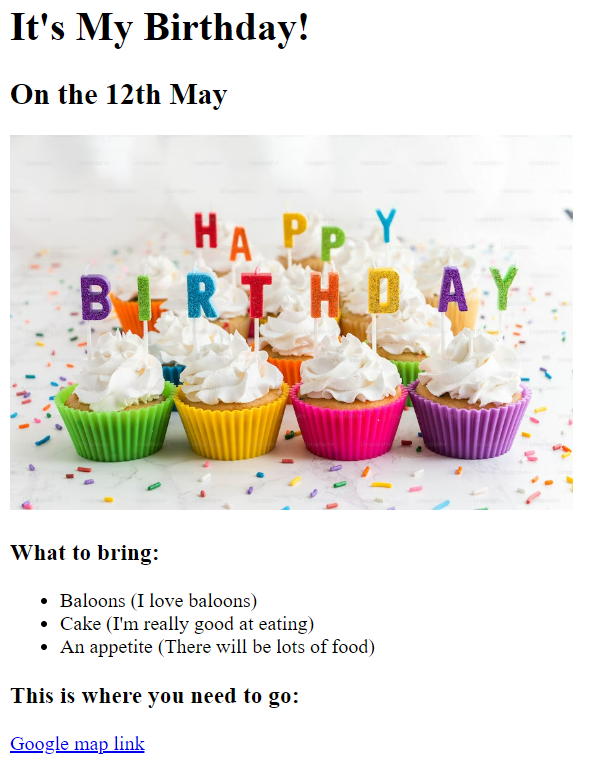 It's My Birthday!
On the 12th May
HAPPY
BIRTHDAY
What to bring:
Baloons (I love baloons)
Cake (I'm really good at eating)
An appetite (There will be lots of food)
This is where you need to go:
Google map link